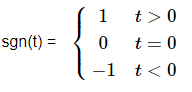 sgn(t) = { 1 t > 0
0 t = 0
−1 t < 0